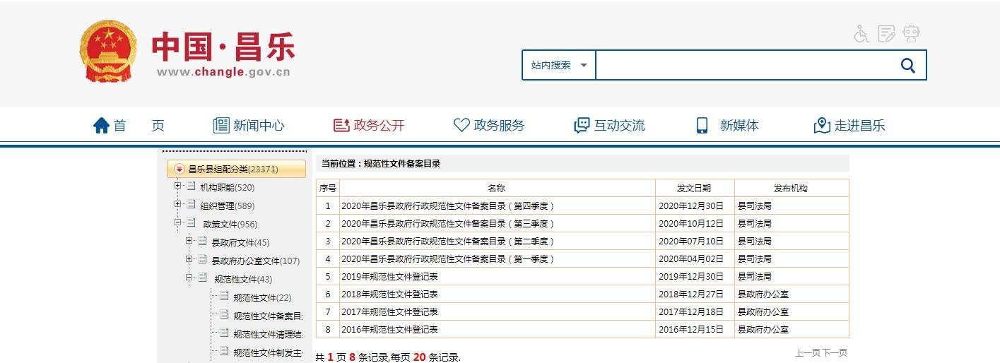 中国·昌乐
www.changle.gov.cn
站内搜索
首 页 新闻中心 政务公开 政务服务 互动交流 新媒体 走进昌乐
昌乐县组配分类(23371)
机构职能(520)
组织管理(589)
政策文件(956)
县政府文件(45)
县政府办公室文件(107)
规范性文件(43)
规范性文件(22)
规范性文件备案目
规范性文件清理结
规范性文件制发主
当前位置：规范性文件备案目录
序号 名称 发文日期 发布机构
1 2020年昌乐县政府行政规范性文件备案目录（第四季度） 2020年12月30日 县司法局
2 2020年昌乐县政府行政规范性文件备案目录（第三季度） 2020年10月12日 县司法局
3 2020年昌乐县政府行政规范性文件备案目录（第二季度） 2020年07月10日 县司法局
4 2020年昌乐县政府行政规范性文件备案目录（第一季度） 2020年04月02日 县司法局
5 2019年规范性文件登记表 2019年12月30日 县司法局
6 2018年规范性文件登记表 2018年12月27日 县政府办公室
7 2017年规范性文件登记表 2017年12月18日 县政府办公室
8 2016年规范性文件登记表 2016年12月15日 县政府办公室
共 1 页 8 条记录,每页 20 条记录.
上一页 下一页